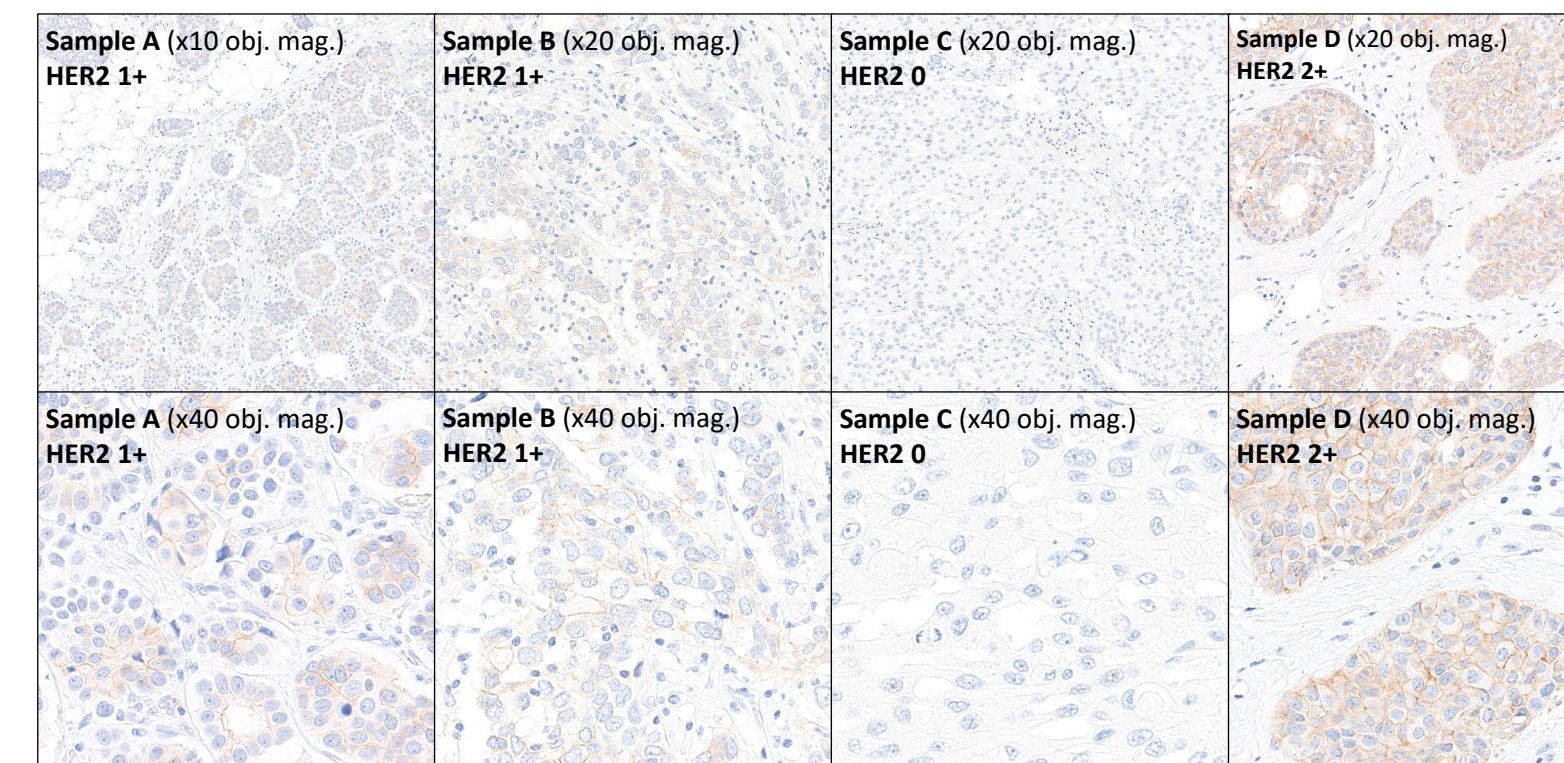 Sample A (x10 obj. mag.)
HER2 1+
Sample B (x20 obj. mag.)
HER2 1+
Sample C (x20 obj. mag.)
HER2 0
Sample D (x20 obj. mag.)
HER2 2+
Sample A (x40 obj. mag.)
HER2 1+
Sample B (x40 obj. mag.)
HER2 1+
Sample C (x40 obj. mag.)
HER2 0
Sample D (x40 obj. mag.)
HER2 2+